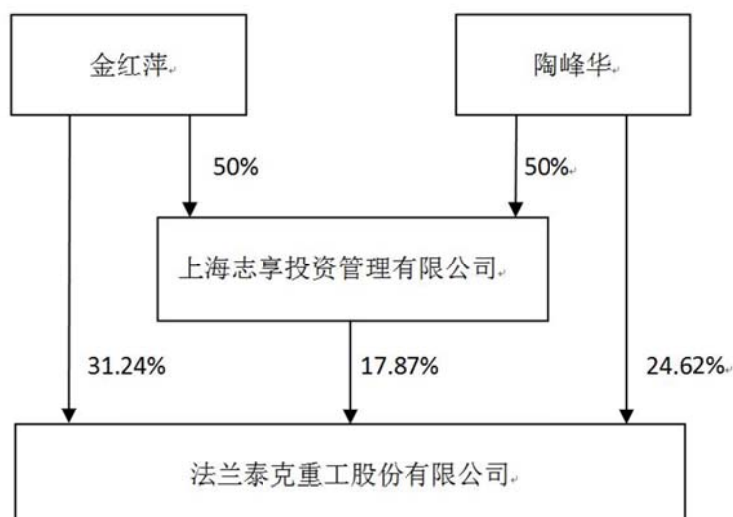 金红萍
陶峰华
50%
50%
上海志享投资管理有限公司
31.24%
17.87%
24.62%
法兰泰克重工股份有限公司